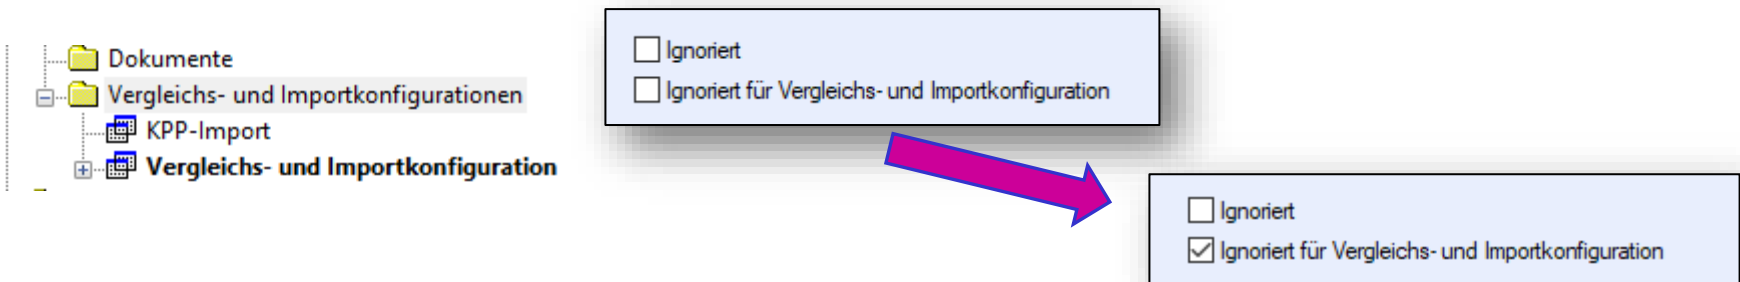 Dokumente
Vergleichs- und Importkonfigurationen
KPP-Import
Vergleichs- und Importkonfiguration
Ignoriert
Ignoriert für Vergleichs- und Importkonfiguration
Ignoriert
Ignoriert für Vergleichs- und Importkonfiguration